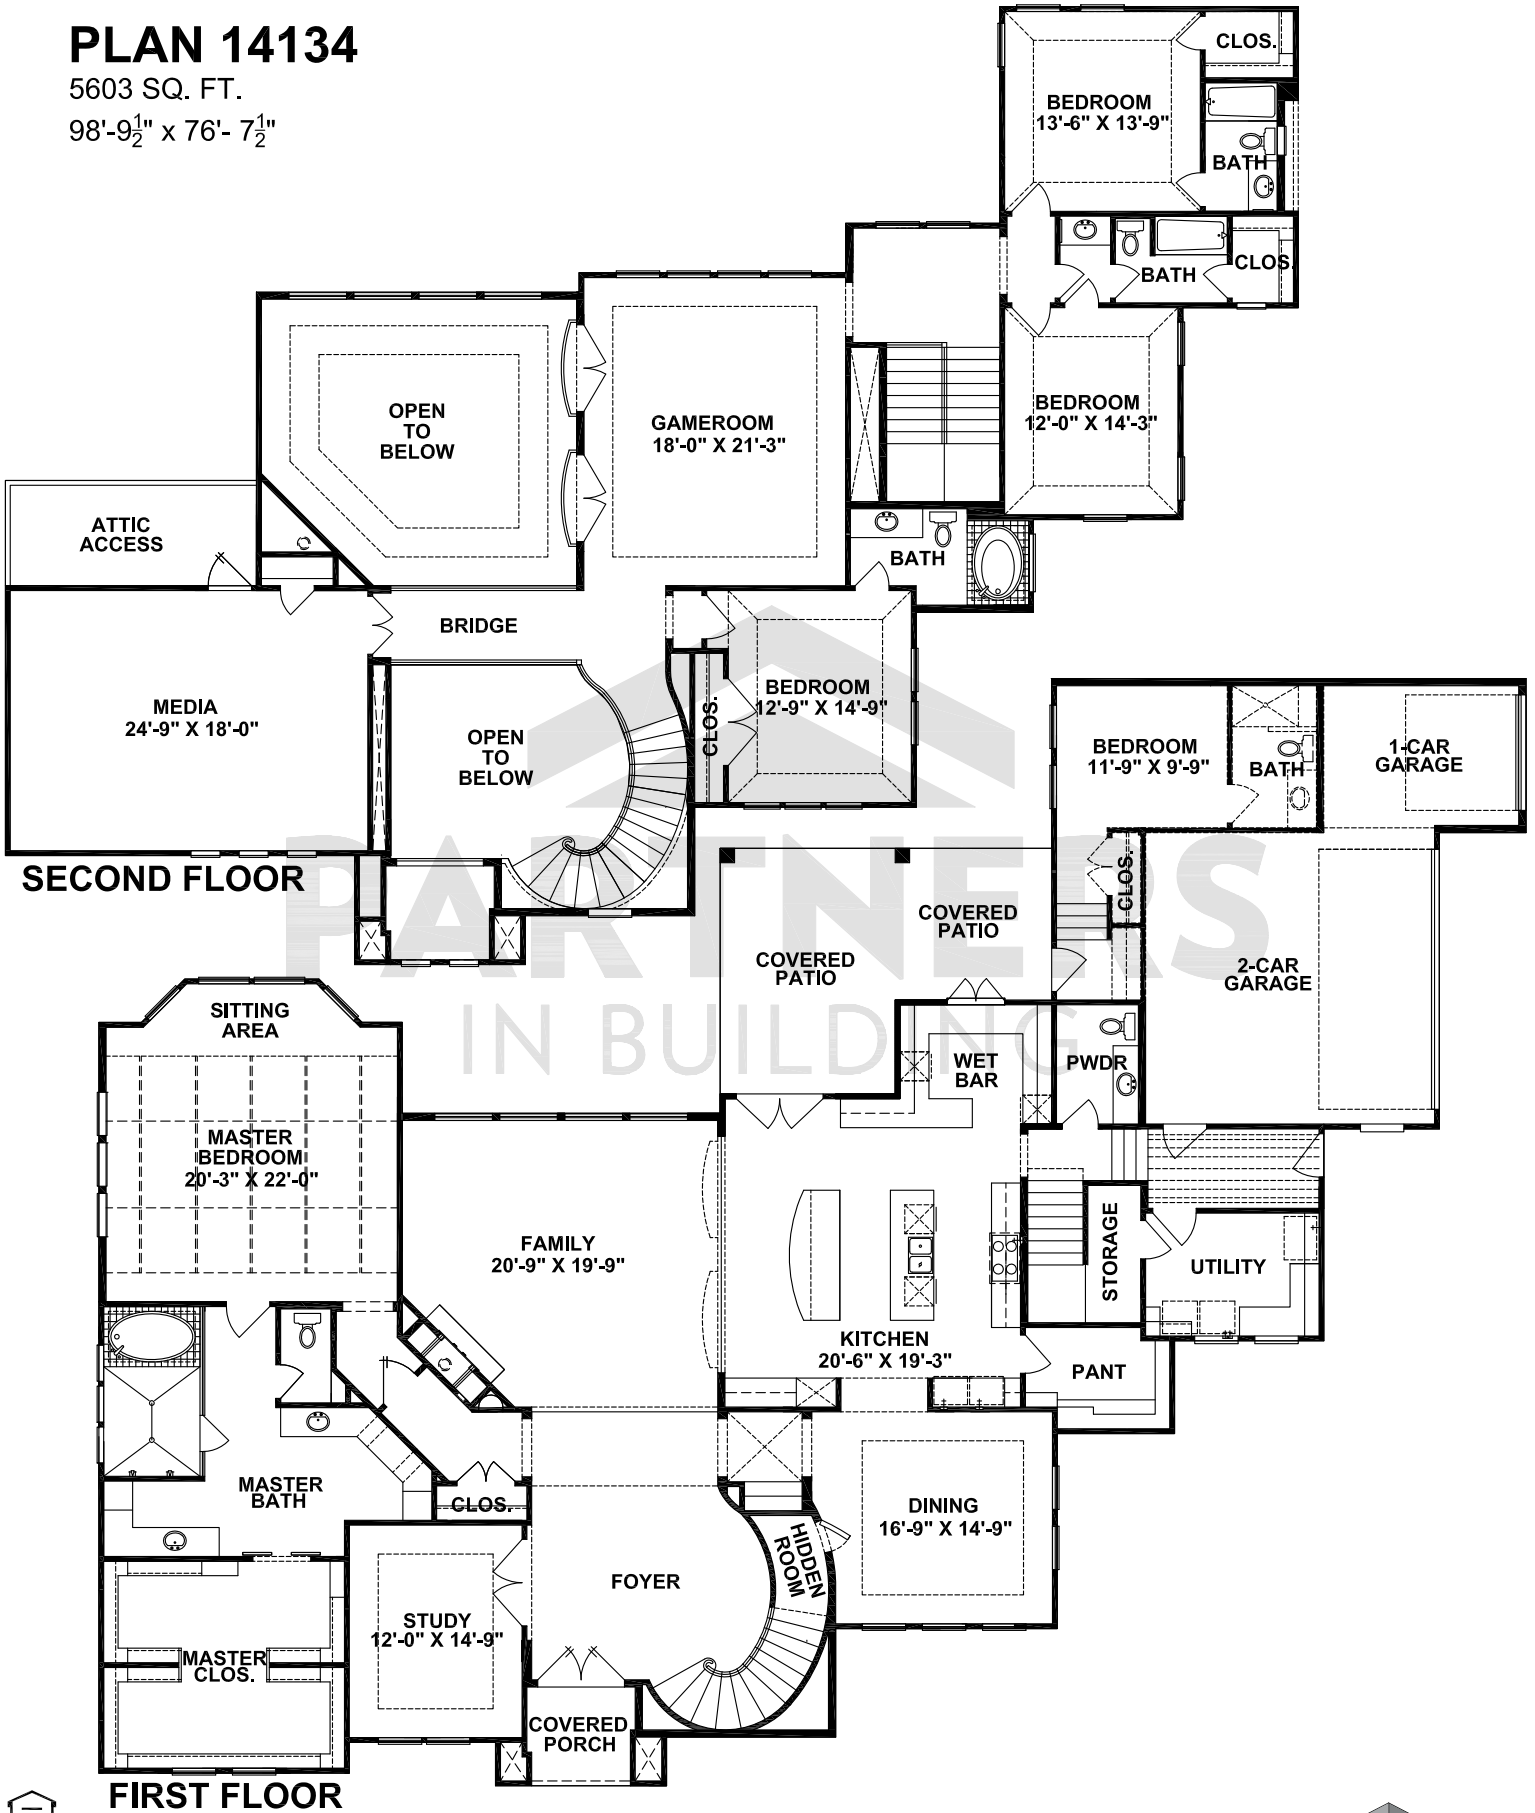 PLAN 14134
5603 SQ. FT.
98'-9½" x 76'- 7½"
CLOS.
BEDROOM
13'-6" X 13'-9"
BATH
BATH
CLOS.
OPEN
TO
BELOW
GAMEROOM
18'-0" X 21'-3"
BEDROOM
12'-0" X 14'-3"
ATTIC
ACCESS
BATH
BRIDGE
MEDIA
24'-9" X 18'-0"
OPEN
TO
BELOW
CLOS.
BEDROOM
12'-9" X 14'-9"
SECOND FLOOR
BEDROOM
11'-9" X 9'-9"
BATH
1-CAR
GARAGE
CLOS.
PARTNERS
IN BUILDING
COVERED
PATIO
COVERED
PATIO
2-CAR
GARAGE
SITTING
AREA
WET
BAR
PWDR
MASTER
BEDROOM
20'-3" X 22'-0"
FAMILY
20'-9" X 19'-9"
STORAGE
UTILITY
KITCHEN
20'-6" X 19'-3"
PANT
MASTER
BATH
CLOS.
DINING
16'-9" X 14'-9"
HIDDEN
ROOM
FOYER
STUDY
12'-0" X 14'-9"
MASTER
CLOS.
COVERED
PORCH
FIRST FLOOR